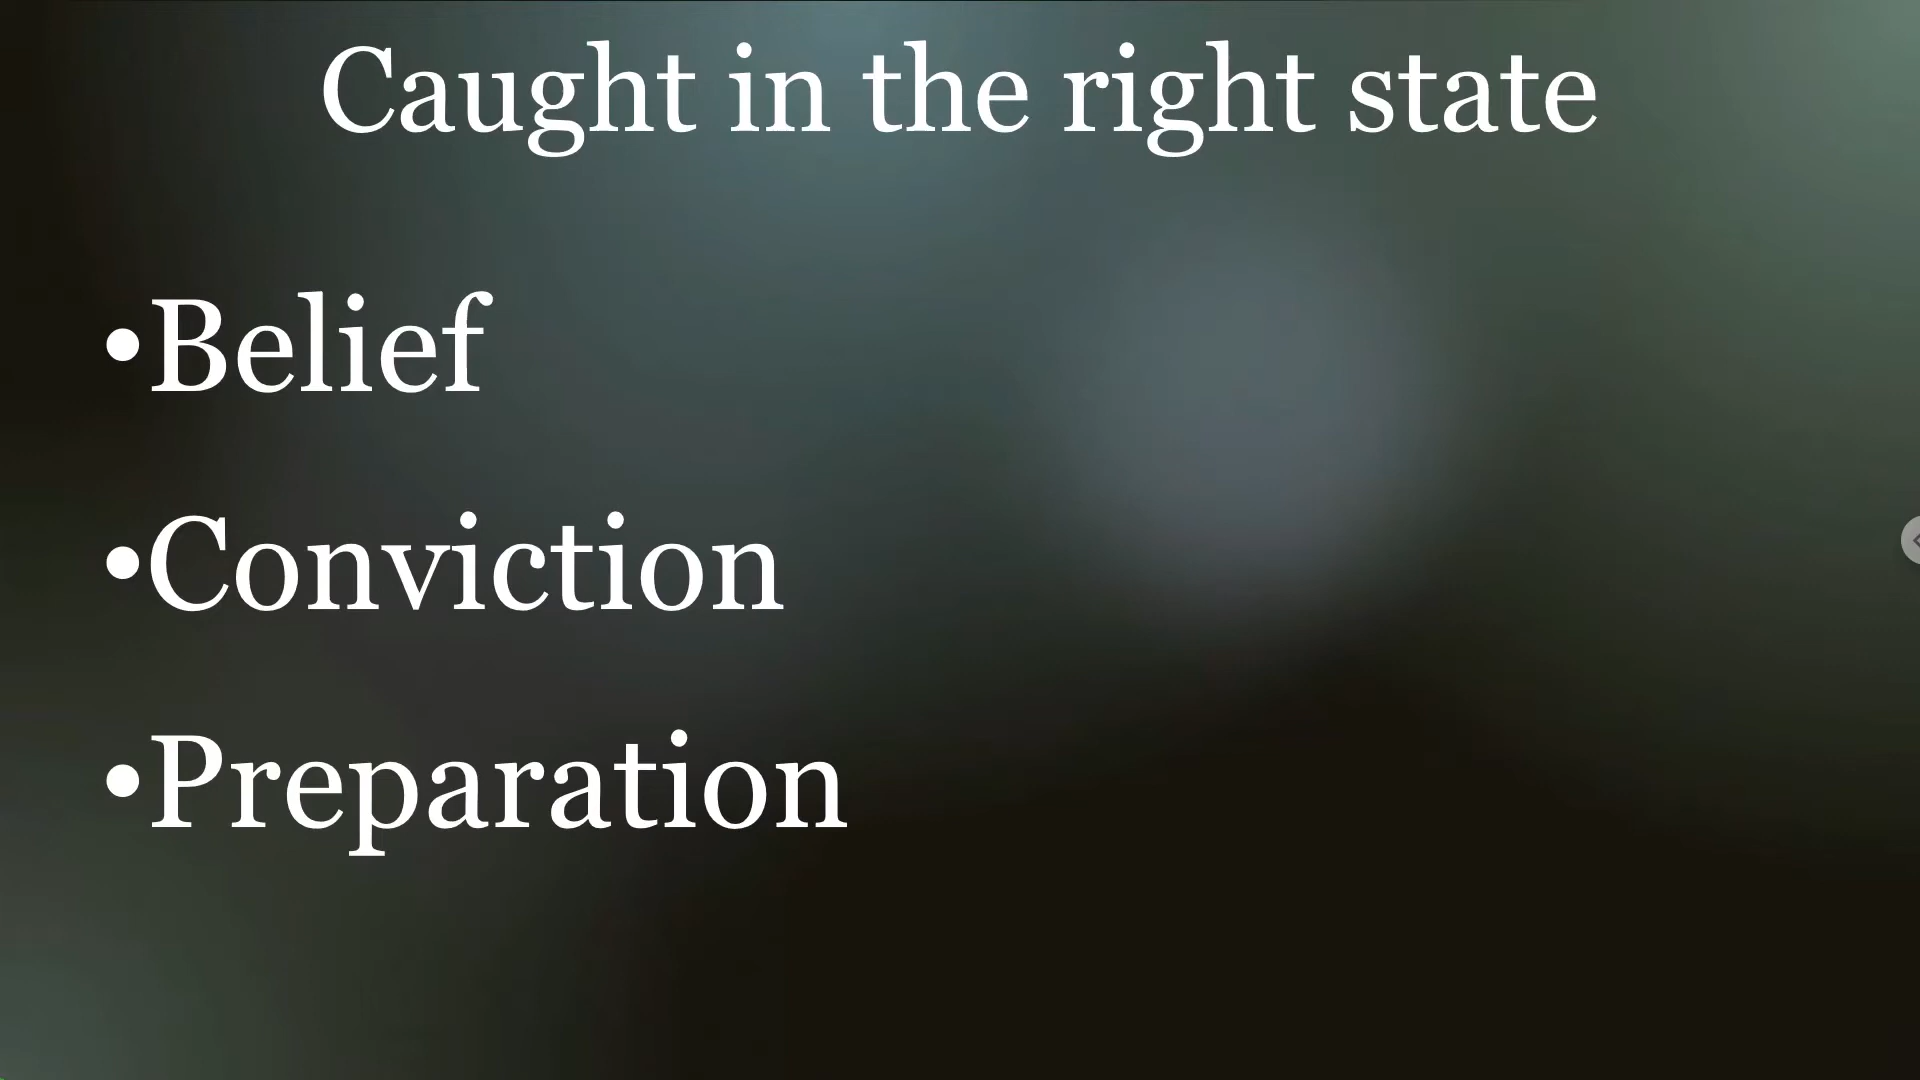 Caught in the right state
•Belief
•Conviction
•Preparation